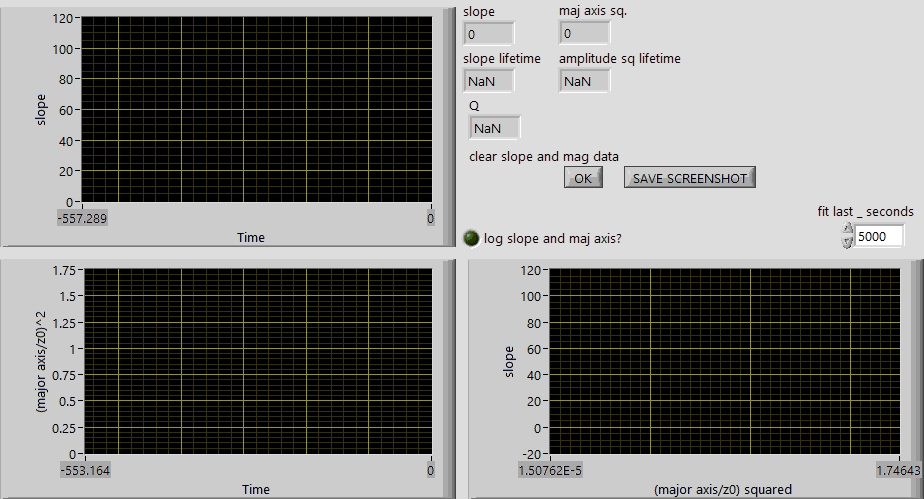 120
100
80
60
40
20
0
slope
-557.289
0
Time
slope
maj axis sq.
0
0
slope lifetime
amplitude sq lifetime
NaN
NaN
Q
NaN
clear slope and mag data
OK
SAVE SCREENSHOT
fit last _ seconds
5000
log slope and maj axis?
1.75
1.5
1.25
1
0.75
0.5
0.25
0
(major axis/z0)^2
-553.164
0
Time
120
100
80
60
40
20
0
-20
slope
1.50762E-5
1.74643
(major axis/z0) squared